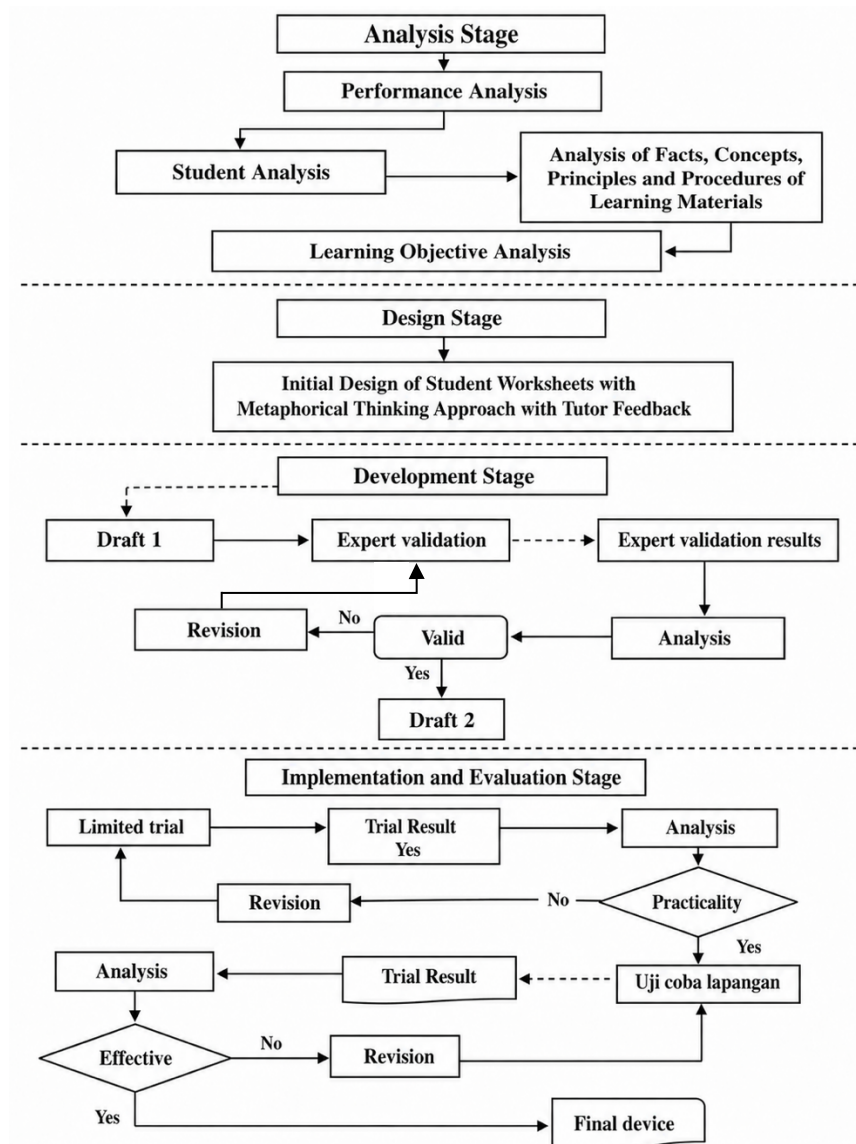 Analysis Stage
Performance Analysis
Student Analysis
Analysis of Facts, Concepts,
Principles and Procedures of
Learning Materials
Learning Objective Analysis
Design Stage
Initial Design of Student Worksheets with
Metaphorical Thinking Approach with Tutor Feedback
Development Stage
Draft 1
Expert validation
Expert validation results
Revision
No
Valid
Analysis
Yes
Draft 2
Implementation and Evaluation Stage
Limited trial
Trial Result
Yes
Analysis
Revision
No
Practicality
Yes
Analysis
Trial Result
Uji coba lapangan
Effective
No
Revision
Yes
Final device